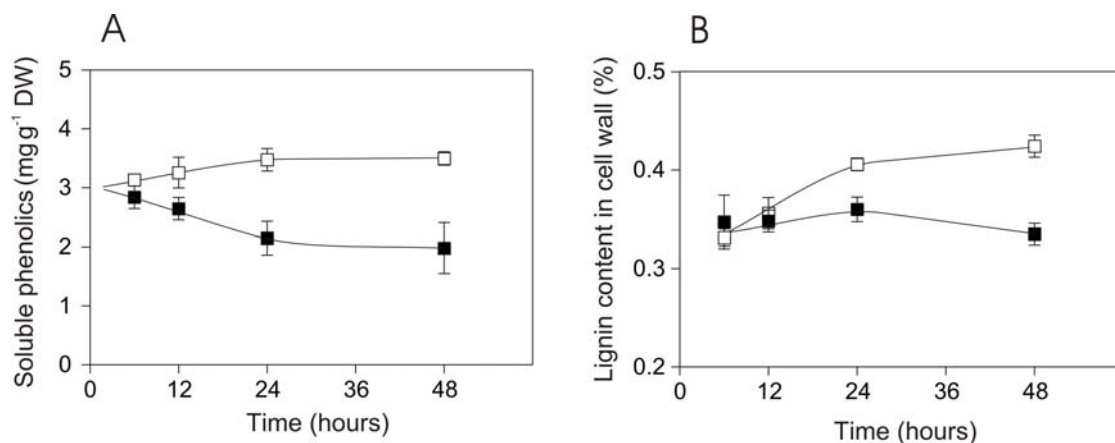 A
Soluble phenolics (mg g⁻¹ DW)
5
4
3
2
1
0
0 12 24 36 48
Time (hours)
B
Lignin content in cell wall (%)
0.5
0.4
0.3
0.2
0 12 24 36 48
Time (hours)